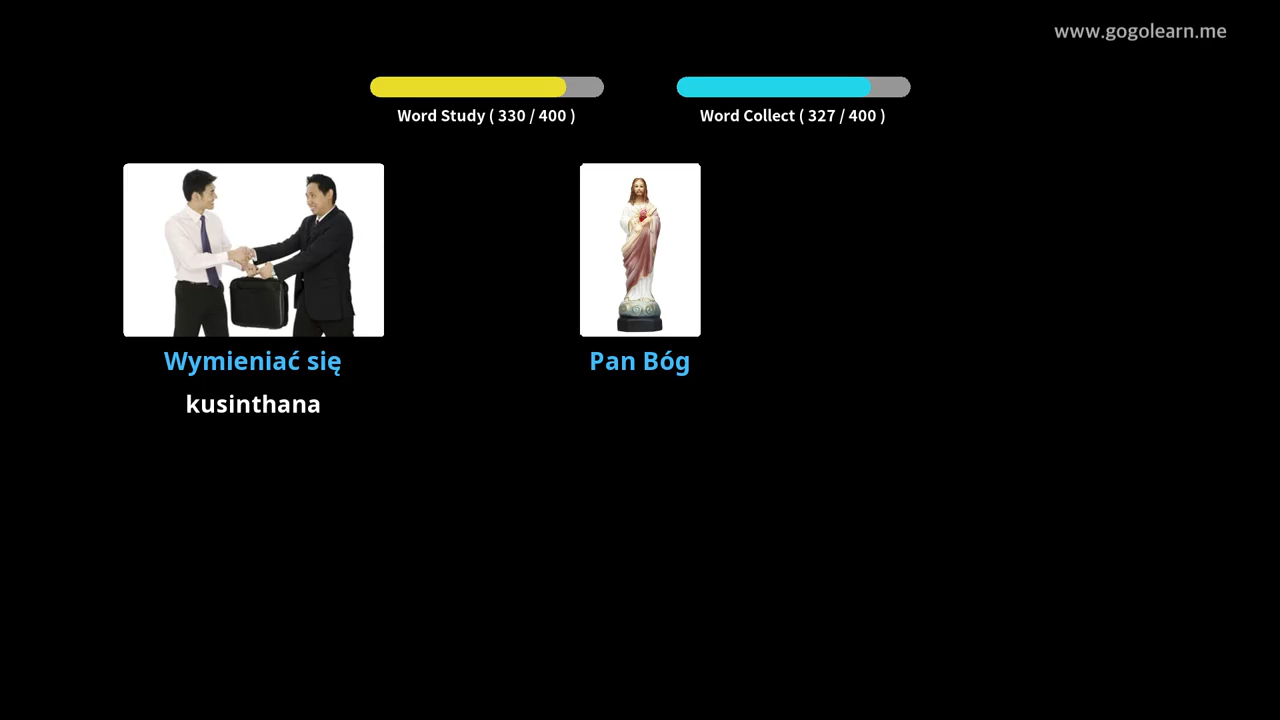 www.gogolearn.me
Word Study ( 330 / 400 )
Word Collect ( 327 / 400 )
Wymieniać się
kusinthana
Pan Bóg